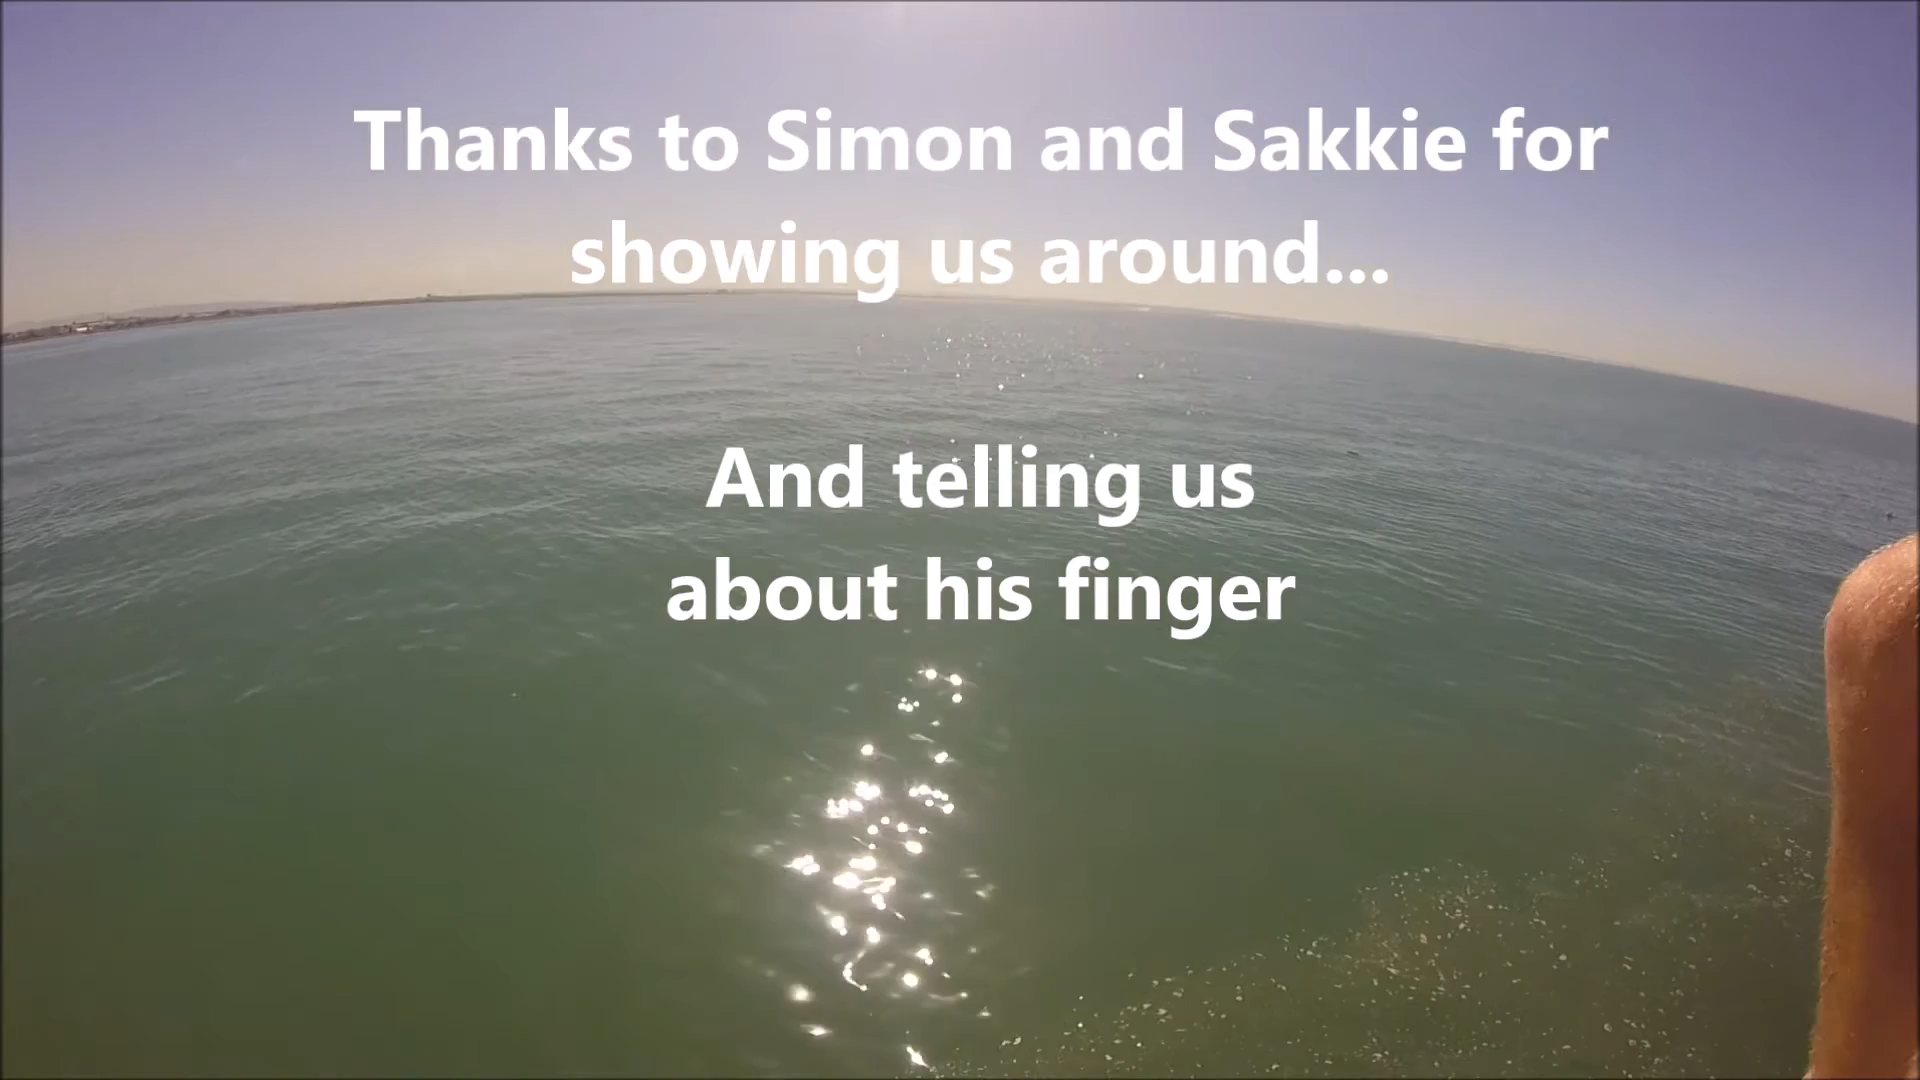 Thanks to Simon and Sakkie for
showing us around...
And telling us
about his finger